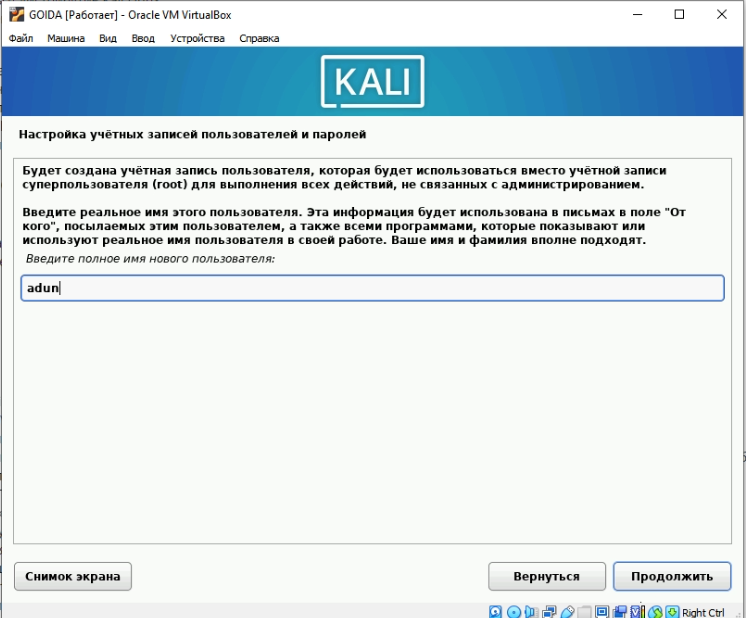 GOIDA [Работает] - Oracle VM VirtualBox
Файл Машина Вид Ввод Устройства Справка
KALI
Настройка учётных записей пользователей и паролей
Будет создана учётная запись пользователя, которая будет использоваться вместо учётной записи
суперпользователя (root) для выполнения всех действий, не связанных с администрированием.
Введите реальное имя этого пользователя. Эта информация будет использована в письмах в поле "От
кого", посылаемых этим пользователем, а также всеми программами, которые показывают или
используют реальное имя пользователя в своей работе. Ваше имя и фамилия вполне подходят.
Введите полное имя нового пользователя:
adun
Снимок экрана Вернуться Продолжить
Right Ctrl